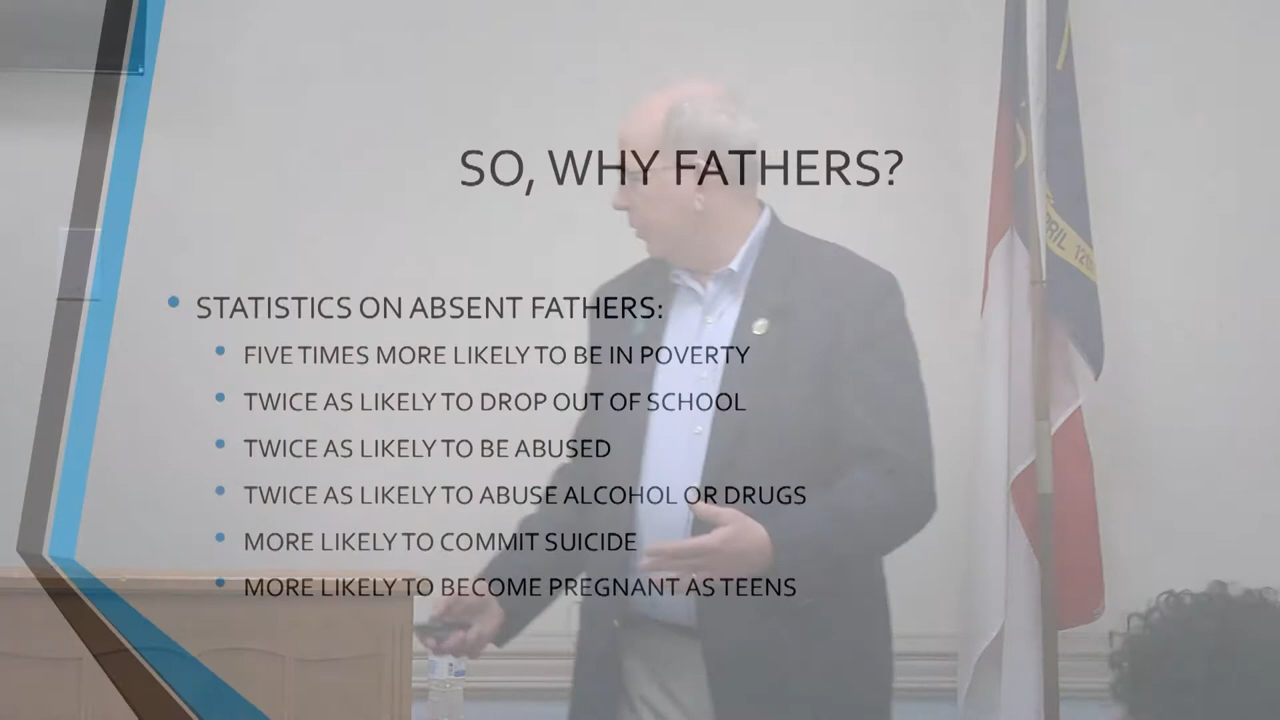 SO, WHY FATHERS?
STATISTICS ON ABSENT FATHERS:
FIVE TIMES MORE LIKELY TO BE IN POVERTY
TWICE AS LIKELY TO DROP OUT OF SCHOOL
TWICE AS LIKELY TO BE ABUSED
TWICE AS LIKELY TO ABUSE ALCOHOL OR DRUGS
MORE LIKELY TO COMMIT SUICIDE
MORE LIKELY TO BECOME PREGNANT AS TEENS